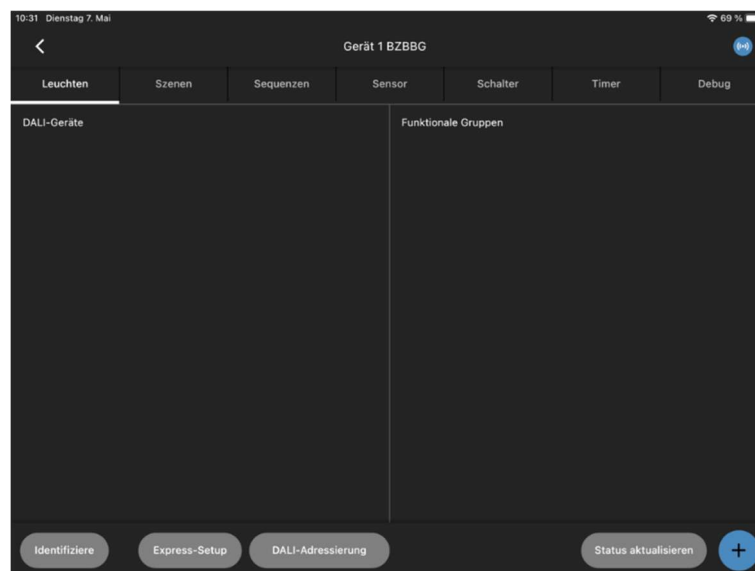 10:31 Dienstag 7. Mai 69 %
Gerät 1 BZBBG
Leuchten Szenen Sequenzen Sensor Schalter Timer Debug
DALI-Geräte Funktionale Gruppen
Identifiziere Express-Setup DALI-Adressierung Status aktualisieren +